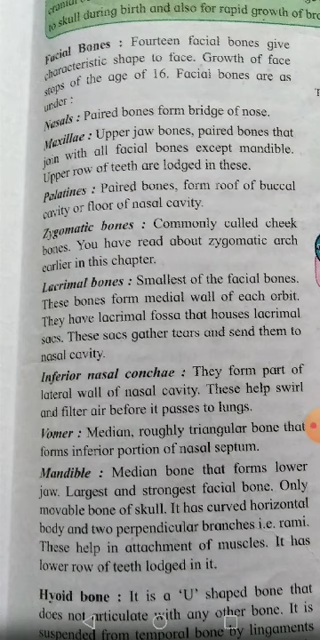 cranial
to skull during birth and also for rapid growth of bra
Facial Bones : Fourteen facial bones give
characteristic shape to face. Growth of face
stops of the age of 16. Facial bones are as
under :
Nasals : Paired bones form bridge of nose.
Maxillae : Upper jaw bones, paired bones that
join with all facial bones except mandible.
Upper row of teeth are lodged in these.
Palatines : Paired bones, form roof of buccal
cavity or floor of nasal cavity.
Zygomatic bones : Commonly called cheek
bones. You have read about zygomatic arch
earlier in this chapter.
Lacrimal bones : Smallest of the facial bones.
These bones form medial wall of each orbit.
They have lacrimal fossa that houses lacrimal
sacs. These sacs gather tears and send them to
nasal cavity.
Inferior nasal conchae : They form part of
lateral wall of nasal cavity. These help swirl
and filter air before it passes to lungs.
Vomer : Median, roughly triangular bone that
forms inferior portion of nasal septum.
Mandible : Median bone that forms lower
jaw. Largest and strongest facial bone. Only
movable bone of skull. It has curved horizontal
body and two perpendicular branches i.e. rami.
These help in attachment of muscles. It has
lower row of teeth lodged in it.
Hyoid bone : It is a 'U' shaped bone that
does not articulate with any other bone. It is
suspended from temporal bone by lingaments